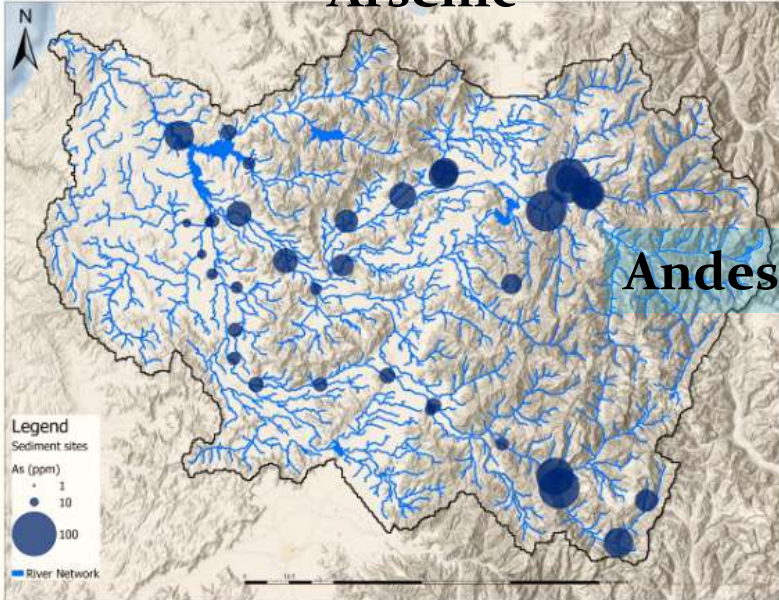 Arsenic
N
Andes
Legend
Sediment sites
As (ppm)
1
10
100
River Network